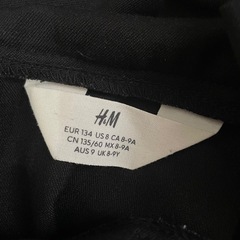 H&M
EUR 134 US 8 CA 8-9A
CN 135/60 MX 8-9A
AUS 9 UK 8-9Y